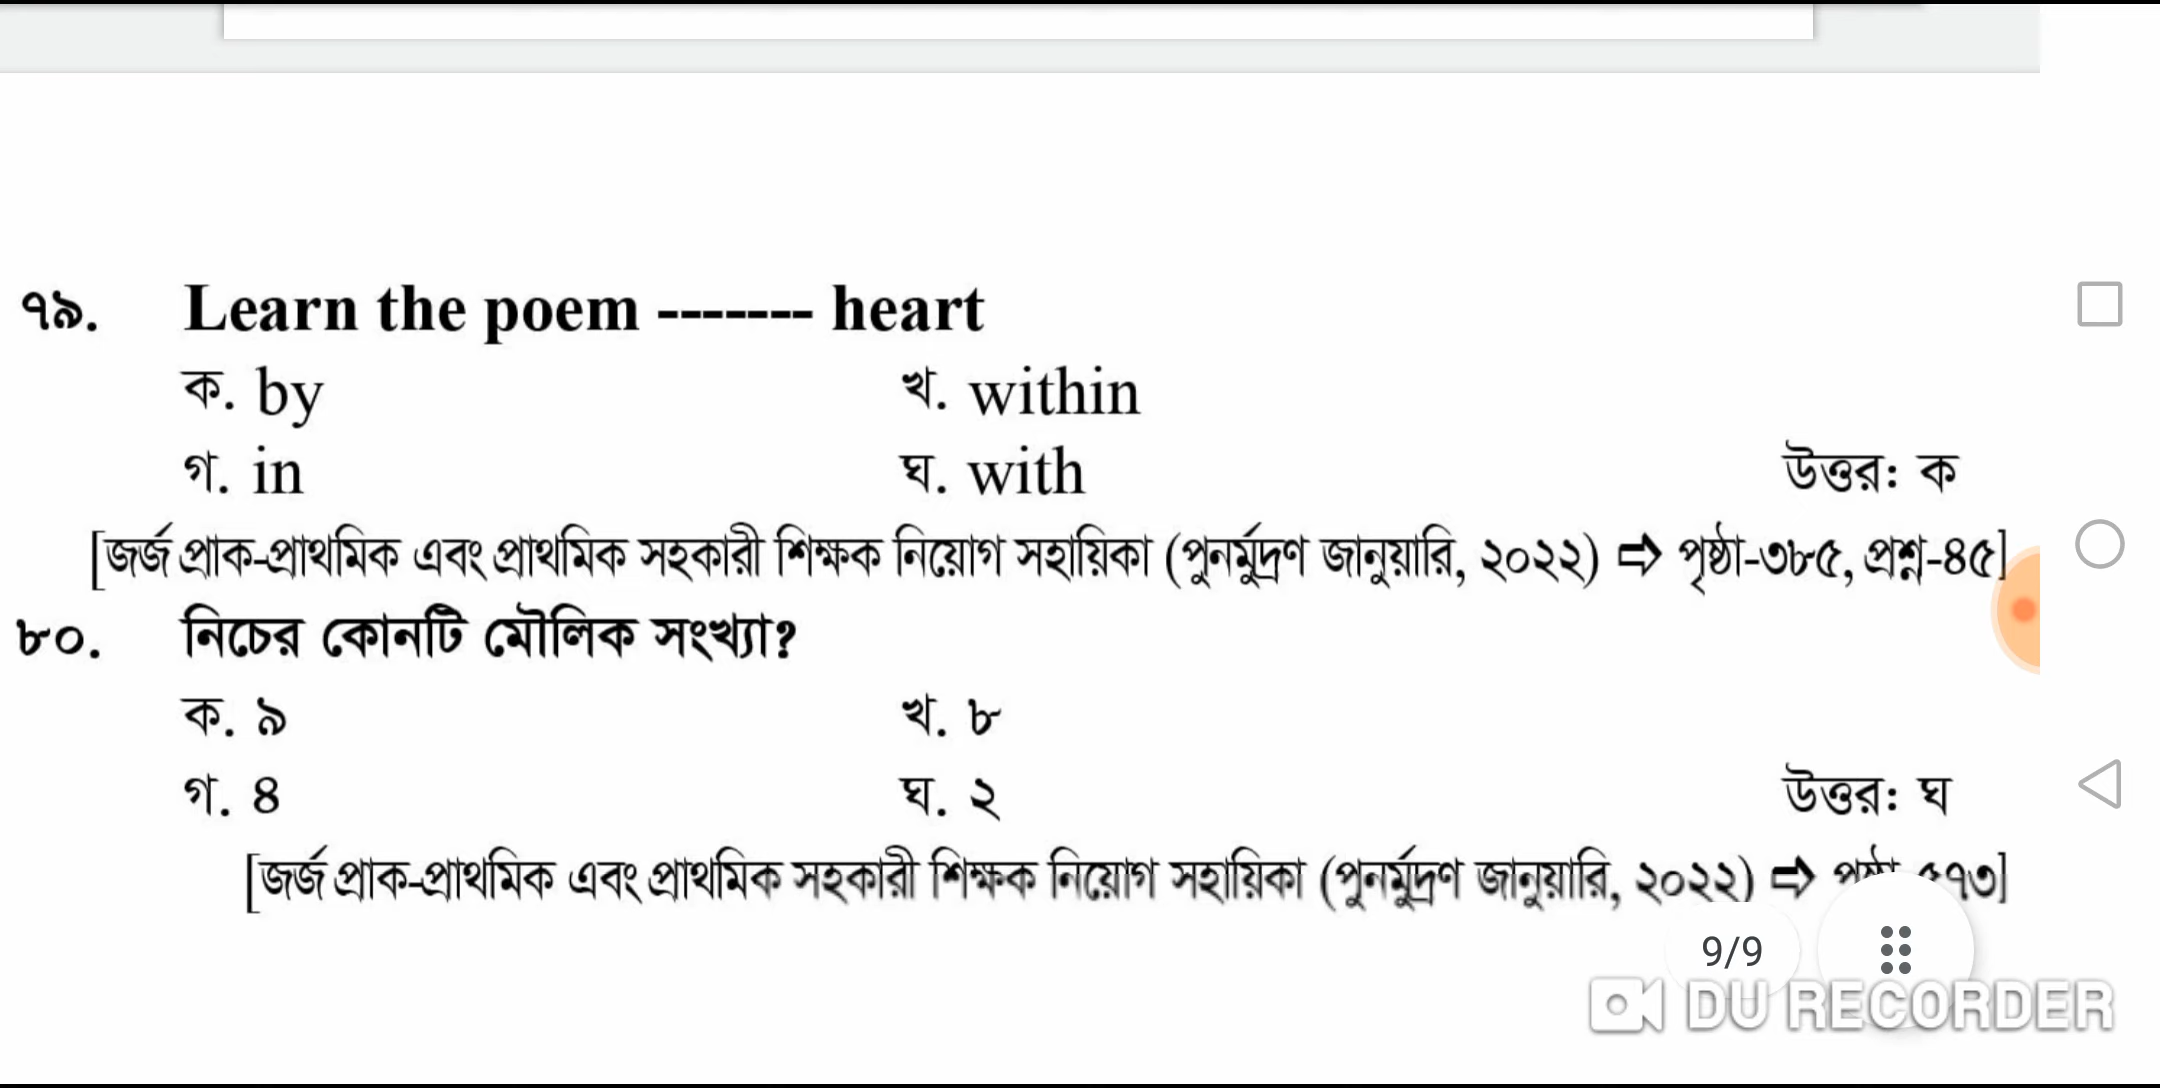 ৭৯. Learn the poem ------- heart
ক. by খ. within
গ. in ঘ. with উত্তর: ক
[জর্জ প্রাক-প্রাথমিক এবং প্রাথমিক সহকারী শিক্ষক নিয়োগ সহায়িকা (পুনর্মুদ্রণ জানুয়ারি, ২০২২) ⇨ পৃষ্ঠা-৩৮৫, প্রশ্ন-৪৫]
৮০. নিচের কোনটি মৌলিক সংখ্যা?
ক. ৯ খ. ৮
গ. 8 ঘ. ২ উত্তর: ঘ
[জর্জ প্রাক-প্রাথমিক এবং প্রাথমিক সহকারী শিক্ষক নিয়োগ সহায়িকা (পুনর্মুদ্রণ জানুয়ারি, ২০২২) ⇨ পৃষ্ঠা ৫৭৩]
9/9
DU RECORDER